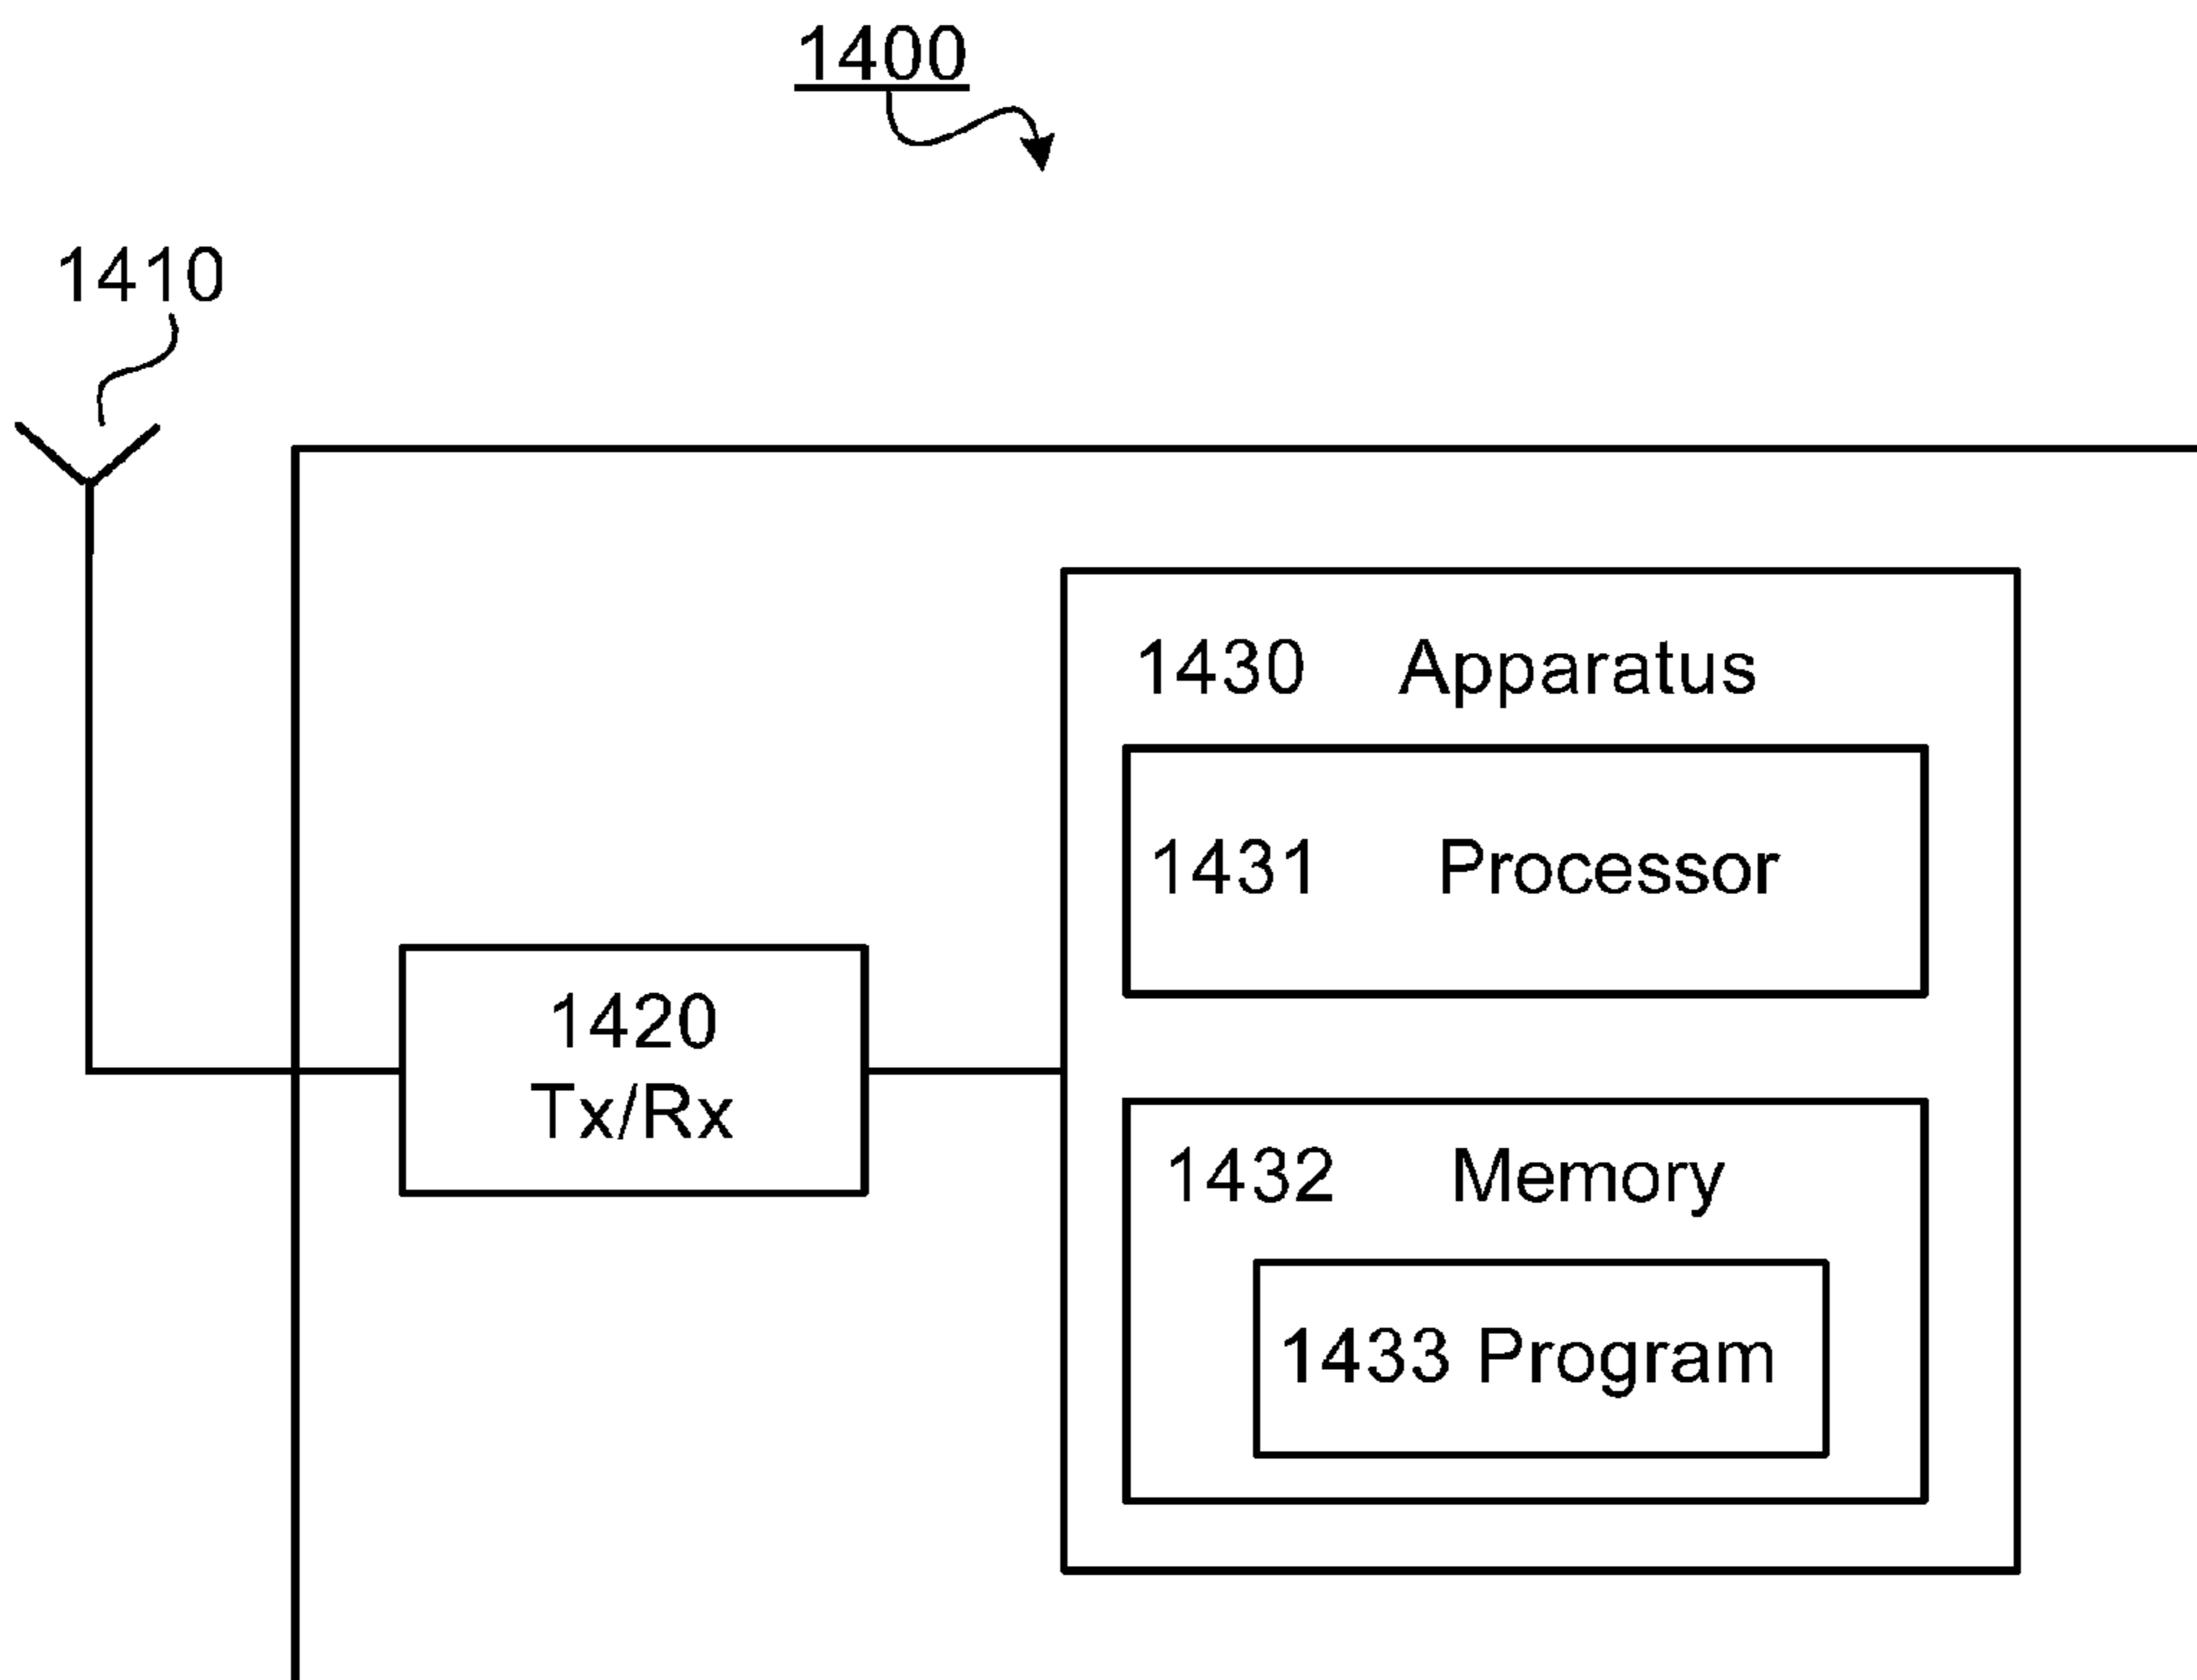 1400
1410
1430 Apparatus
1431 Processor
1420
Tx/Rx
1432 Memory
1433 Program